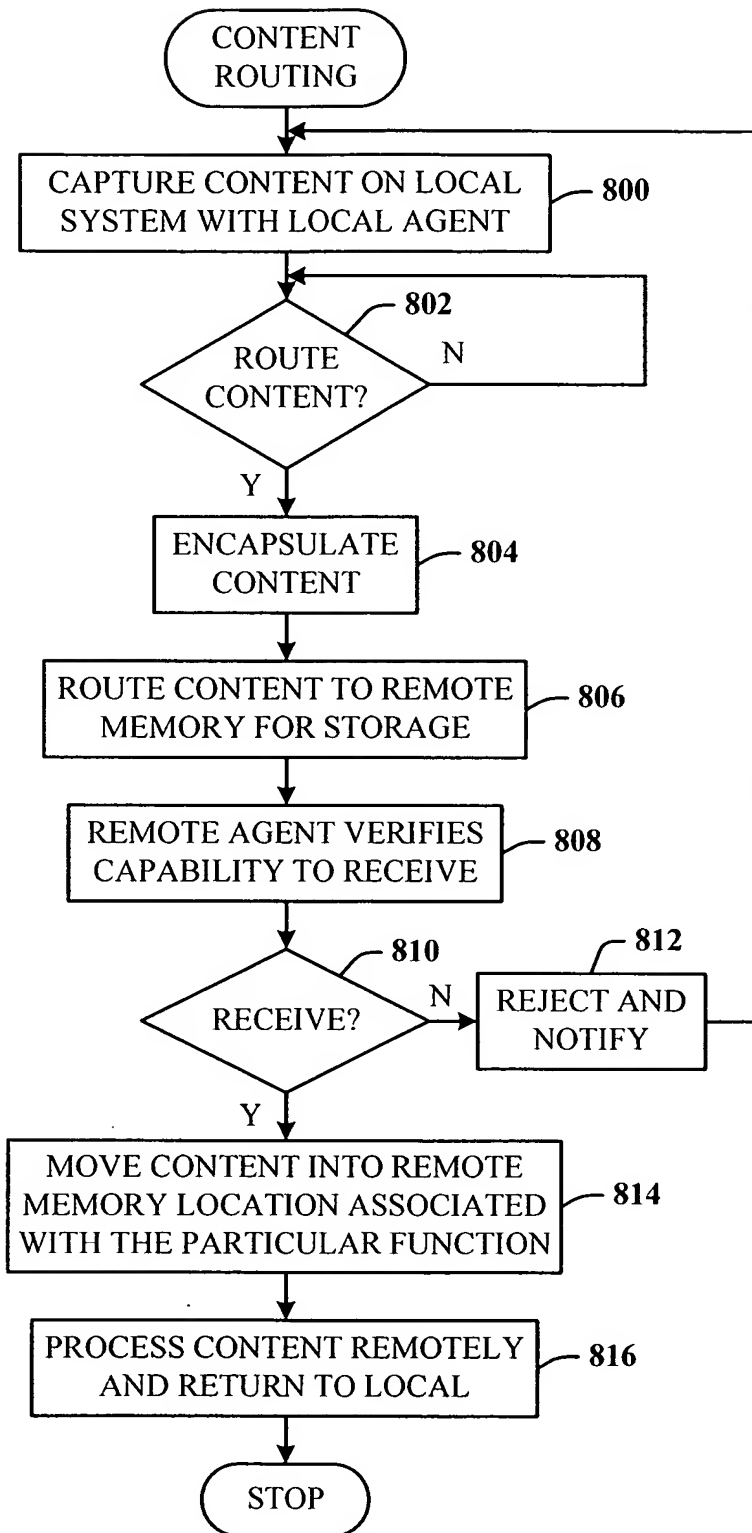 CONTENT
ROUTING
CAPTURE CONTENT ON LOCAL
SYSTEM WITH LOCAL AGENT
800
802
ROUTE
CONTENT?
N
Y
ENCAPSULATE
CONTENT
804
ROUTE CONTENT TO REMOTE
MEMORY FOR STORAGE
806
REMOTE AGENT VERIFIES
CAPABILITY TO RECEIVE
808
810
RECEIVE?
N
812
REJECT AND
NOTIFY
Y
MOVE CONTENT INTO REMOTE
MEMORY LOCATION ASSOCIATED
WITH THE PARTICULAR FUNCTION
814
PROCESS CONTENT REMOTELY
AND RETURN TO LOCAL
816
STOP